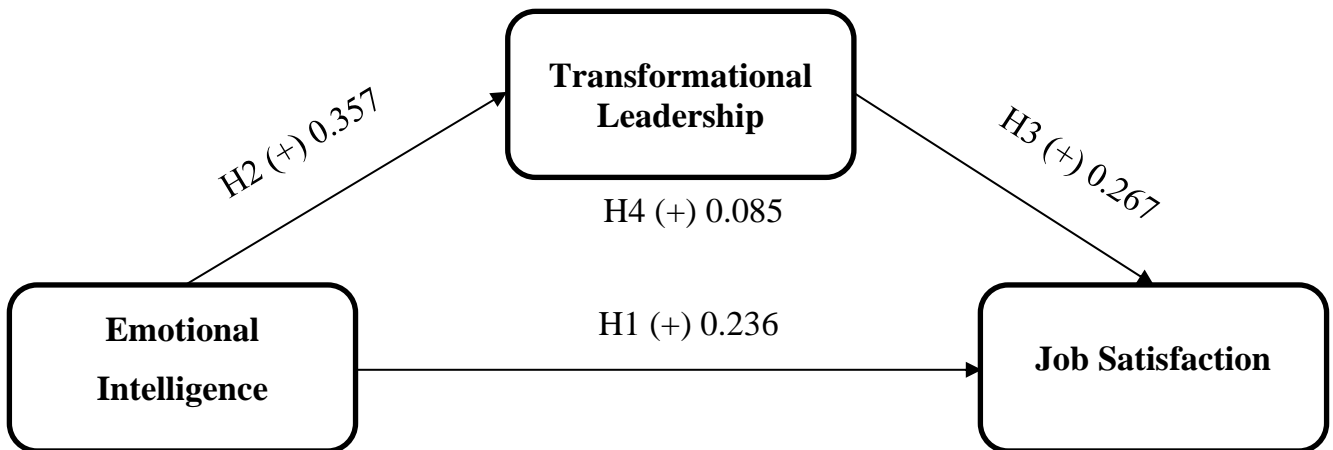 Transformational
Leadership
H2 (+) 0.357
H3 (+) 0.267
H4 (+) 0.085
Emotional
Intelligence
H1 (+) 0.236
Job Satisfaction